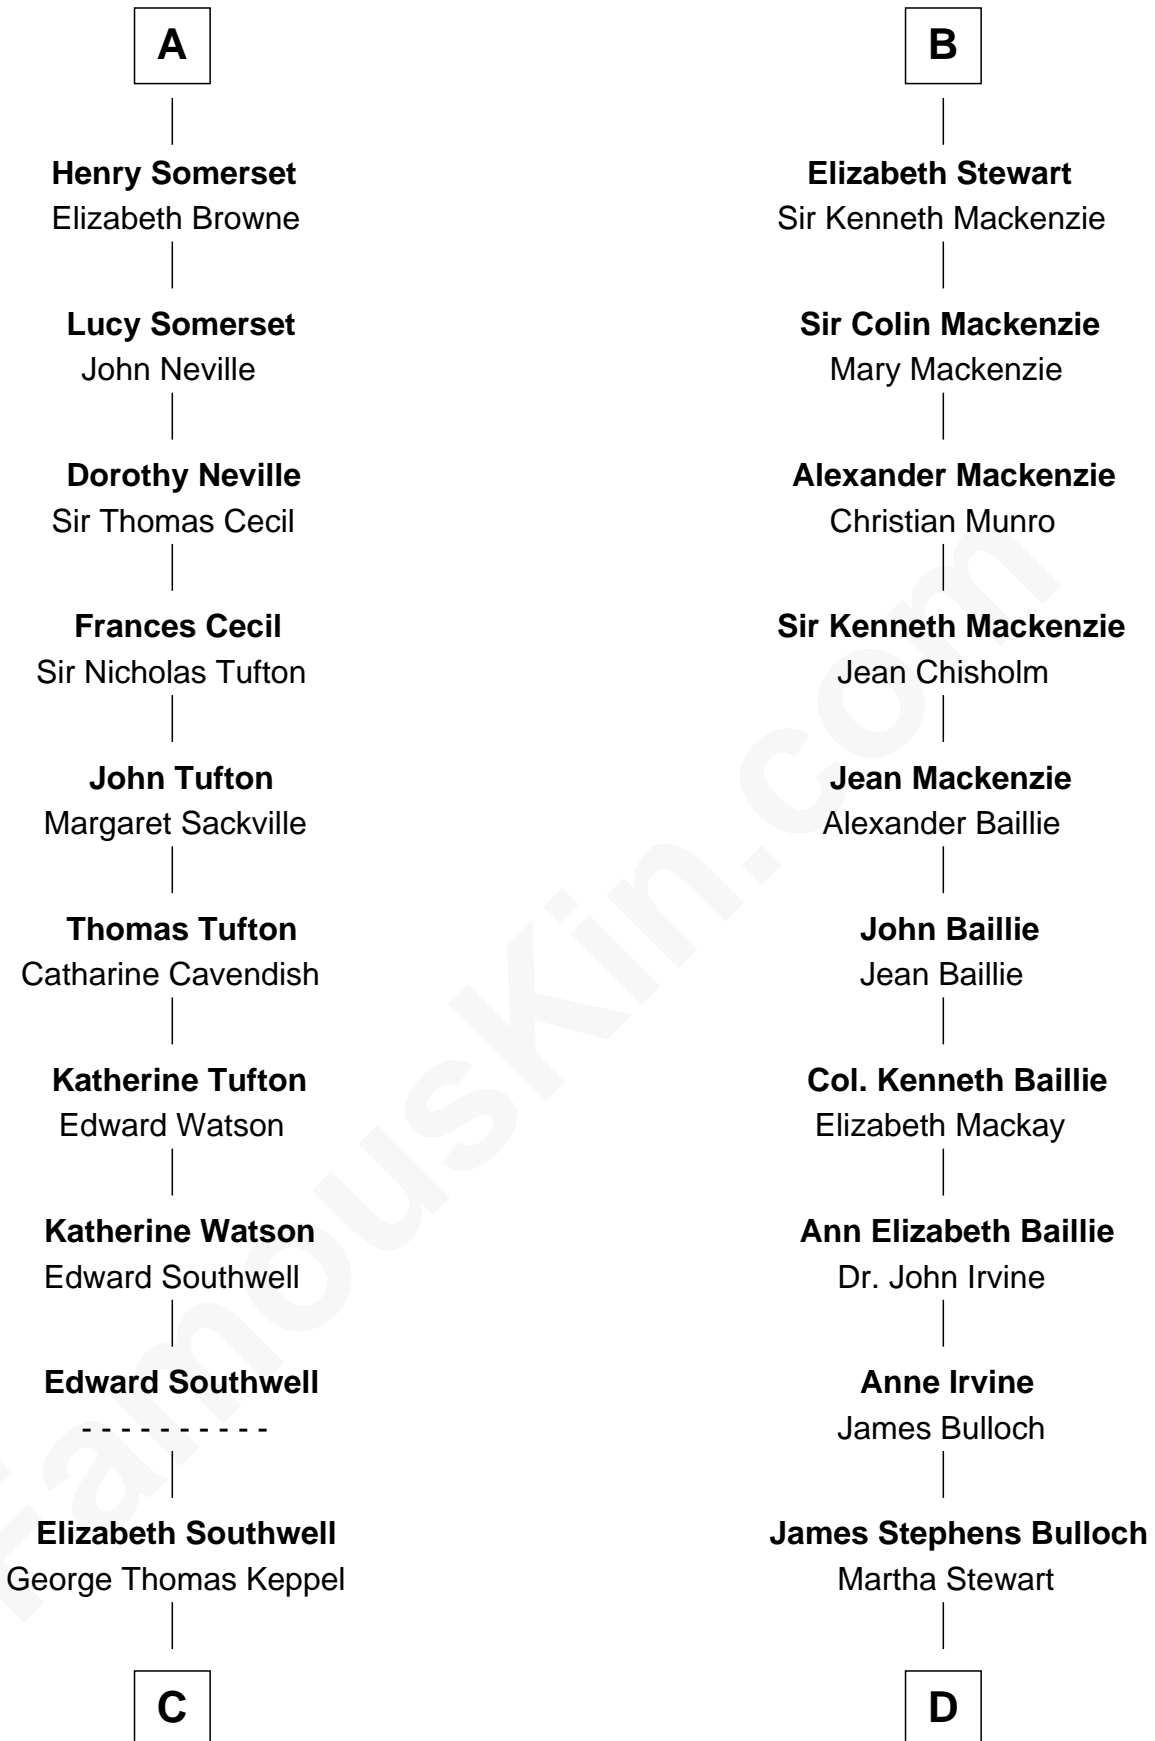 A
Henry Somerset
Elizabeth Browne
Lucy Somerset
John Neville
Dorothy Neville
Sir Thomas Cecil
Frances Cecil
Sir Nicholas Tufton
John Tufton
Margaret Sackville
Thomas Tufton
Catharine Cavendish
Katherine Tufton
Edward Watson
Katherine Watson
Edward Southwell
Edward Southwell
- - - - - - - - - -
Elizabeth Southwell
George Thomas Keppel
C
B
Elizabeth Stewart
Sir Kenneth Mackenzie
Sir Colin Mackenzie
Mary Mackenzie
Alexander Mackenzie
Christian Munro
Sir Kenneth Mackenzie
Jean Chisholm
Jean Mackenzie
Alexander Baillie
John Baillie
Jean Baillie
Col. Kenneth Baillie
Elizabeth Mackay
Ann Elizabeth Baillie
Dr. John Irvine
Anne Irvine
James Bulloch
James Stephens Bulloch
Martha Stewart
D
FamousKin.com